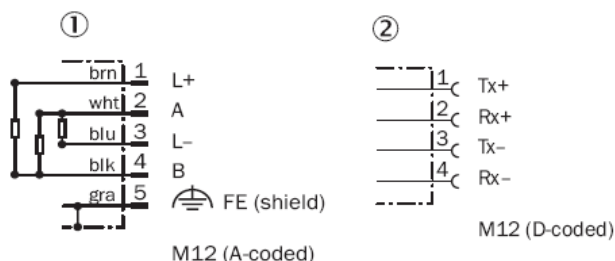 ①
brn 1 L+
wht 2 A
blu 3 L–
blk 4 B
gra 5 FE (shield)
M12 (A-coded)
②
1 Tx+
2 Rx+
3 Tx–
4 Rx–
M12 (D-coded)